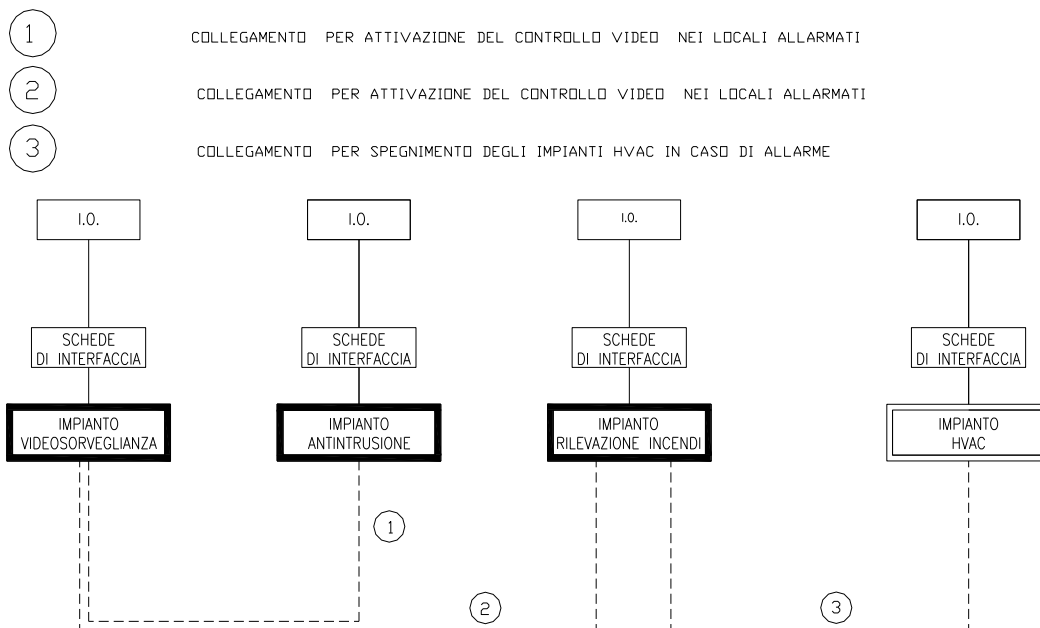 1 COLLEGAMENTO PER ATTIVAZIONE DEL CONTROLLO VIDEO NEI LOCALI ALLARMATI
2 COLLEGAMENTO PER ATTIVAZIONE DEL CONTROLLO VIDEO NEI LOCALI ALLARMATI
3 COLLEGAMENTO PER SPEGNIMENTO DEGLI IMPIANTI HVAC IN CASO DI ALLARME
I.O.
I.O.
I.O.
I.O.
SCHEDE
DI INTERFACCIA
SCHEDE
DI INTERFACCIA
SCHEDE
DI INTERFACCIA
SCHEDE
DI INTERFACCIA
IMPIANTO
VIDEOSORVEGLIANZA
IMPIANTO
ANTINTRUSIONE
IMPIANTO
RILEVAZIONE INCENDI
IMPIANTO
HVAC
1
2
3